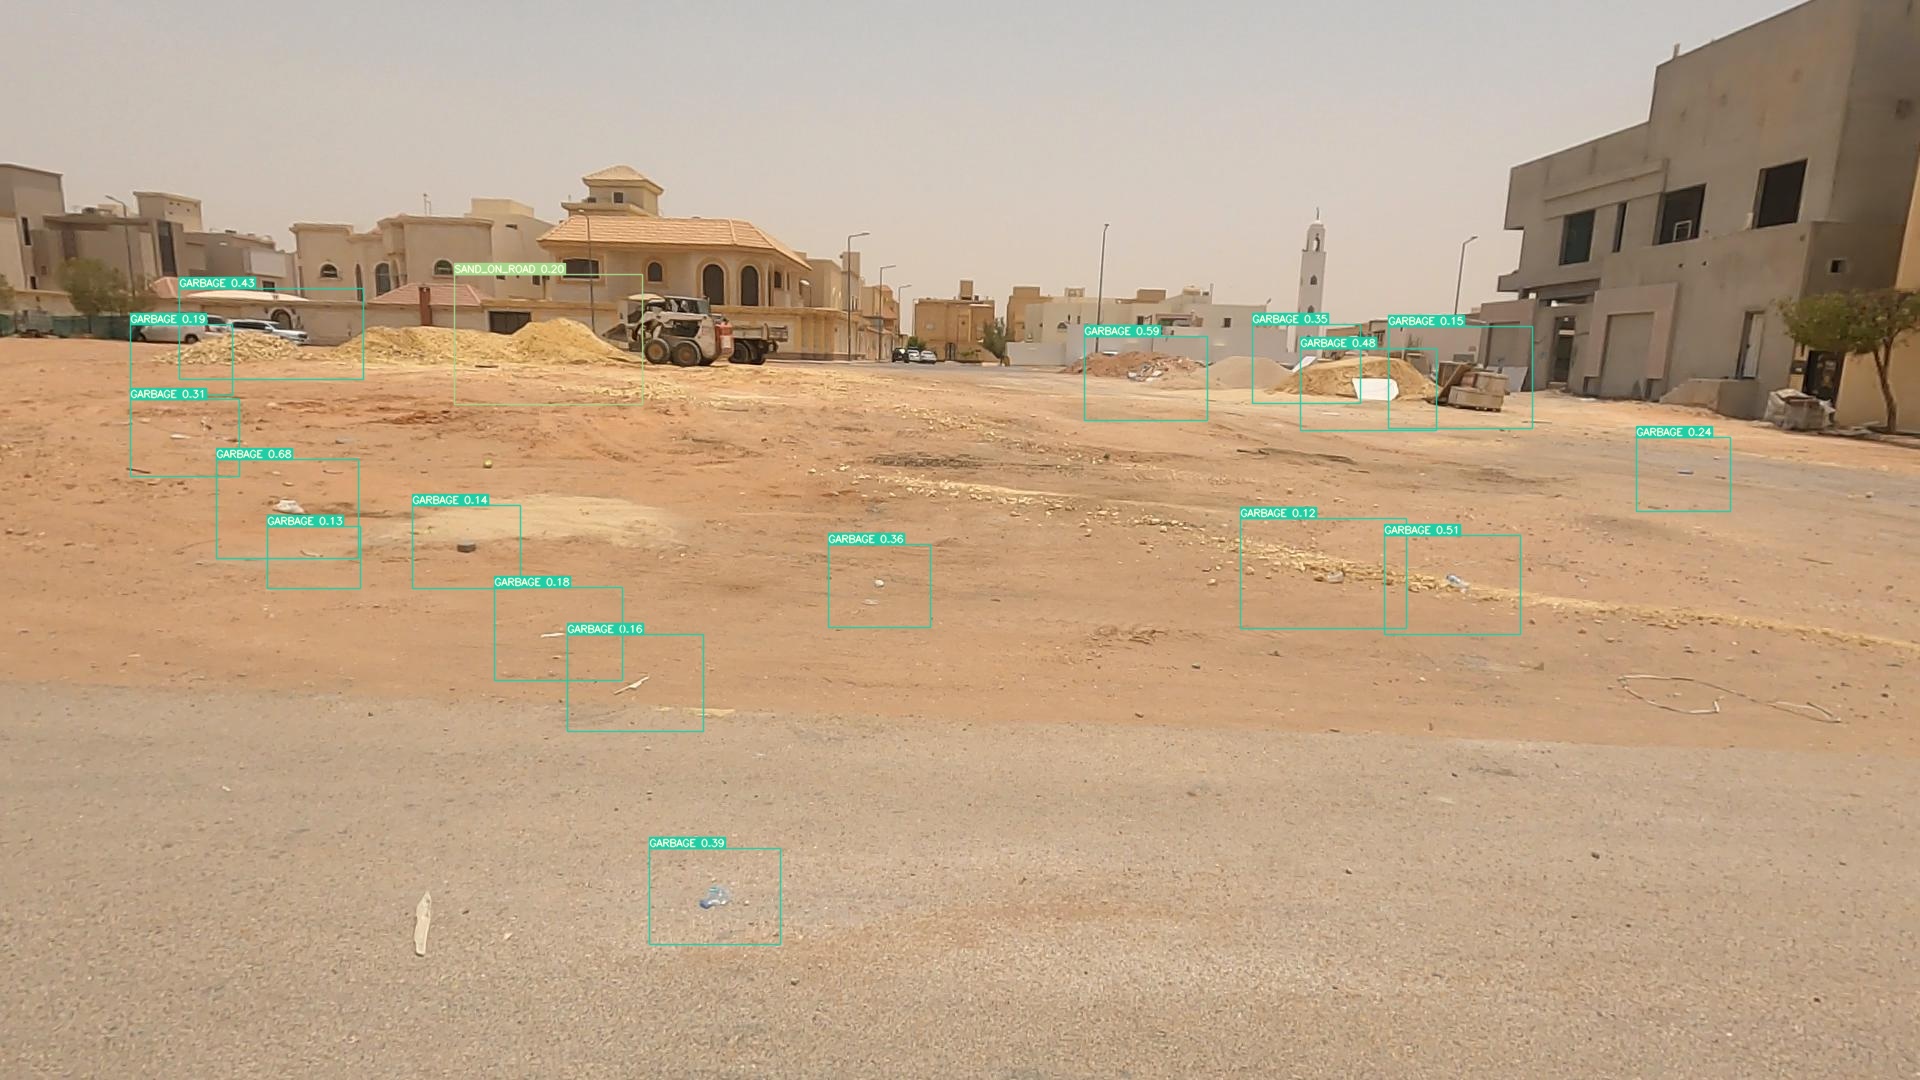 SAND_ON_ROAD 0.20
GARBAGE 0.43
GARBAGE 0.19
GARBAGE 0.35
GARBAGE 0.15
GARBAGE 0.59
GARBAGE 0.48
GARBAGE 0.31
GARBAGE 0.24
GARBAGE 0.68
GARBAGE 0.14
GARBAGE 0.12
GARBAGE 0.13
GARBAGE 0.51
GARBAGE 0.36
GARBAGE 0.18
GARBAGE 0.16
GARBAGE 0.39